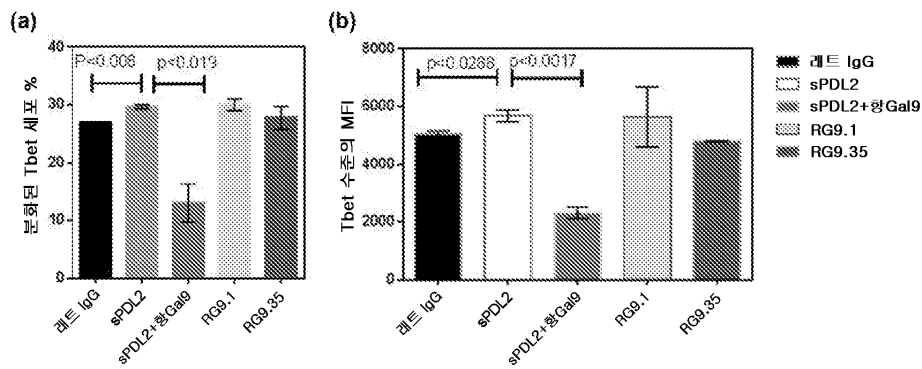 (a)
분화된 Tbet 세포 %
40
30
20
10
0
P<0.006
p<0.019
래트 IgG
sPDL2
sPDL2+항Gal9
RG9.1
RG9.35
(b)
Tbet 수준의 MFI
8000
6000
4000
2000
0
p<0.0288
p<0.0017
래트 IgG
sPDL2
sPDL2+항Gal9
RG9.1
RG9.35
래트 IgG
sPDL2
sPDL2+항Gal9
RG9.1
RG9.35